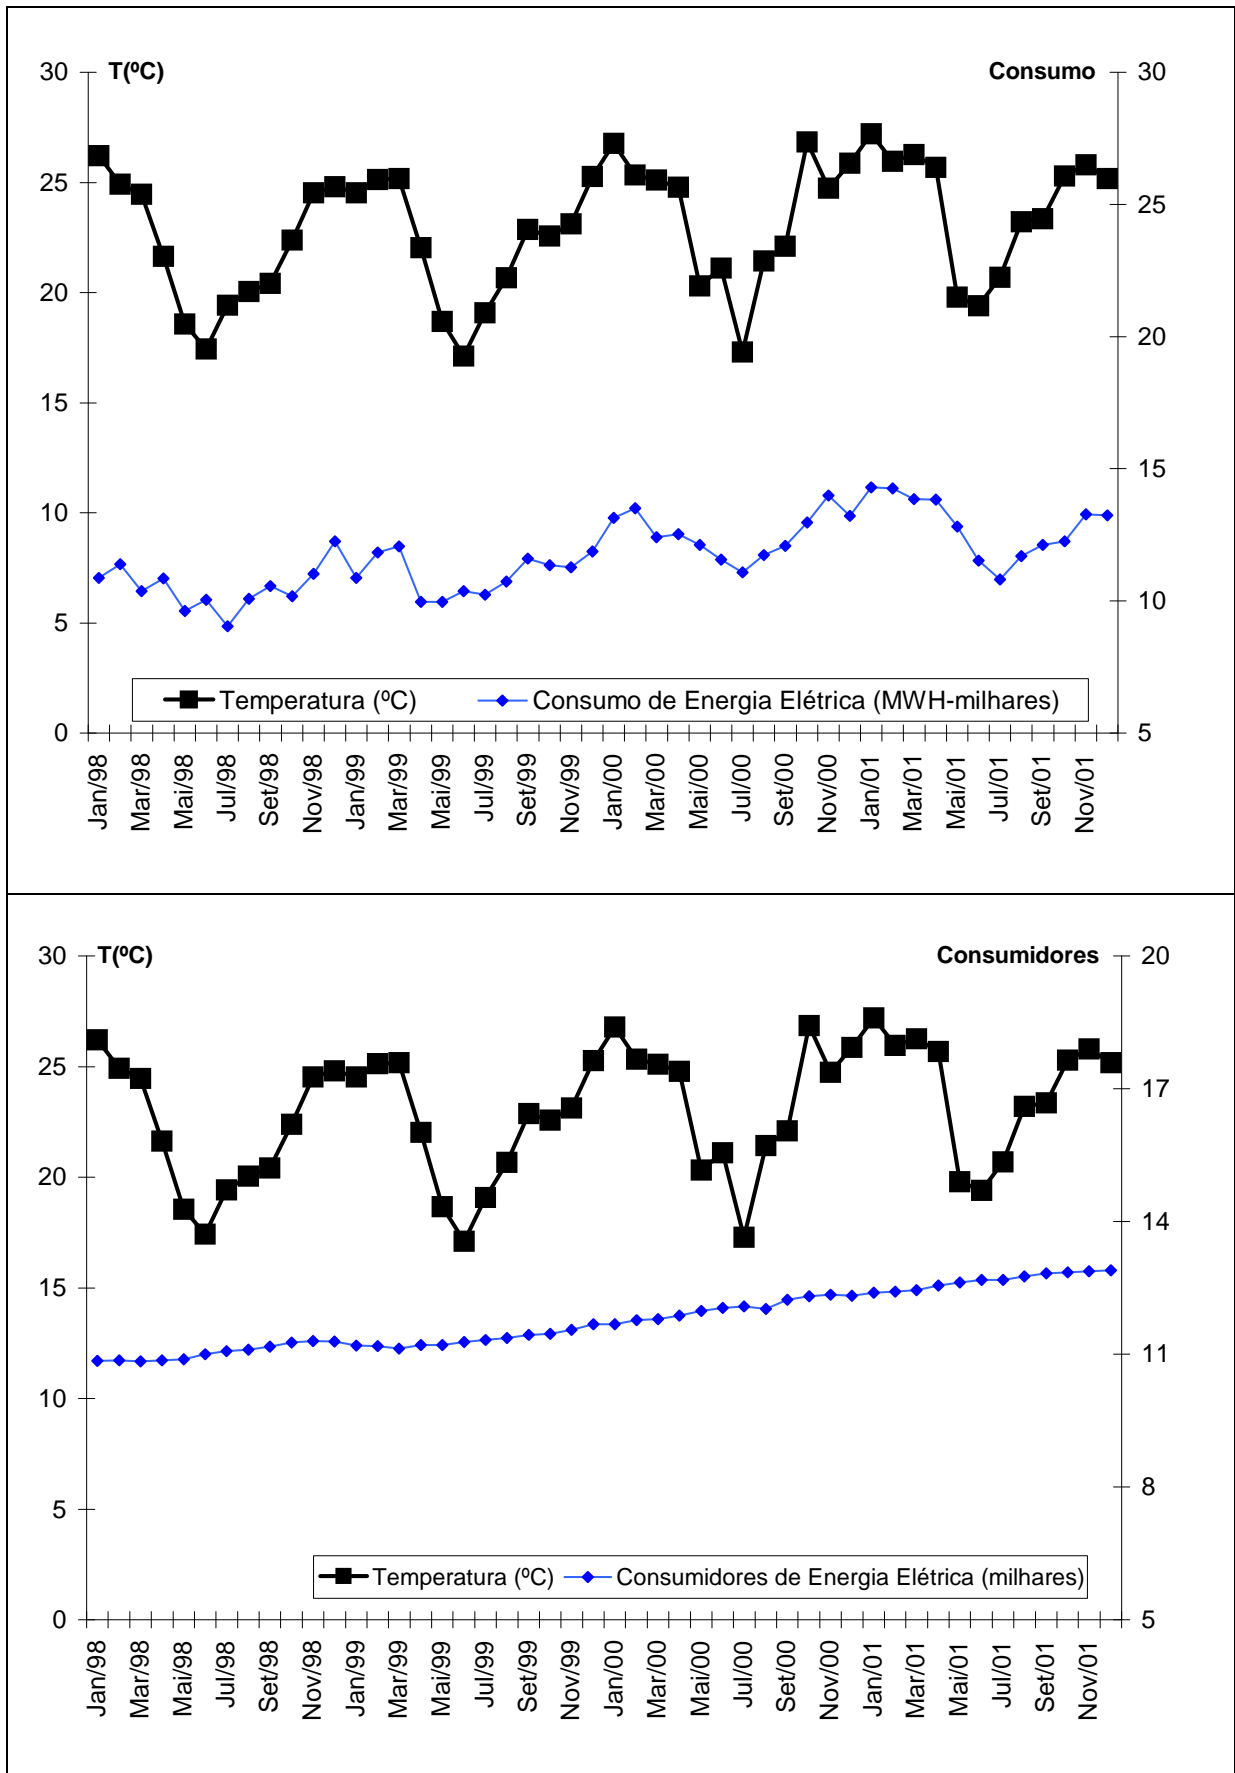 T(ºC) Consumo
30 30
25 25
20 20
15 15
10 10
5
0 5
Temperatura (ºC) Consumo de Energia Elétrica (MWH-milhares)
Jan/98 Mar/98 Mai/98 Jul/98 Set/98 Nov/98 Jan/99 Mar/99 Mai/99 Jul/99 Set/99 Nov/99 Jan/00 Mar/00 Mai/00 Jul/00 Set/00 Nov/00 Jan/01 Mar/01 Mai/01 Jul/01 Set/01 Nov/01
T(ºC) Consumidores
30 20
25 17
20 14
15 11
10 8
5
0 5
Temperatura (ºC) Consumidores de Energia Elétrica (milhares)
Jan/98 Mar/98 Mai/98 Jul/98 Set/98 Nov/98 Jan/99 Mar/99 Mai/99 Jul/99 Set/99 Nov/99 Jan/00 Mar/00 Mai/00 Jul/00 Set/00 Nov/00 Jan/01 Mar/01 Mai/01 Jul/01 Set/01 Nov/01